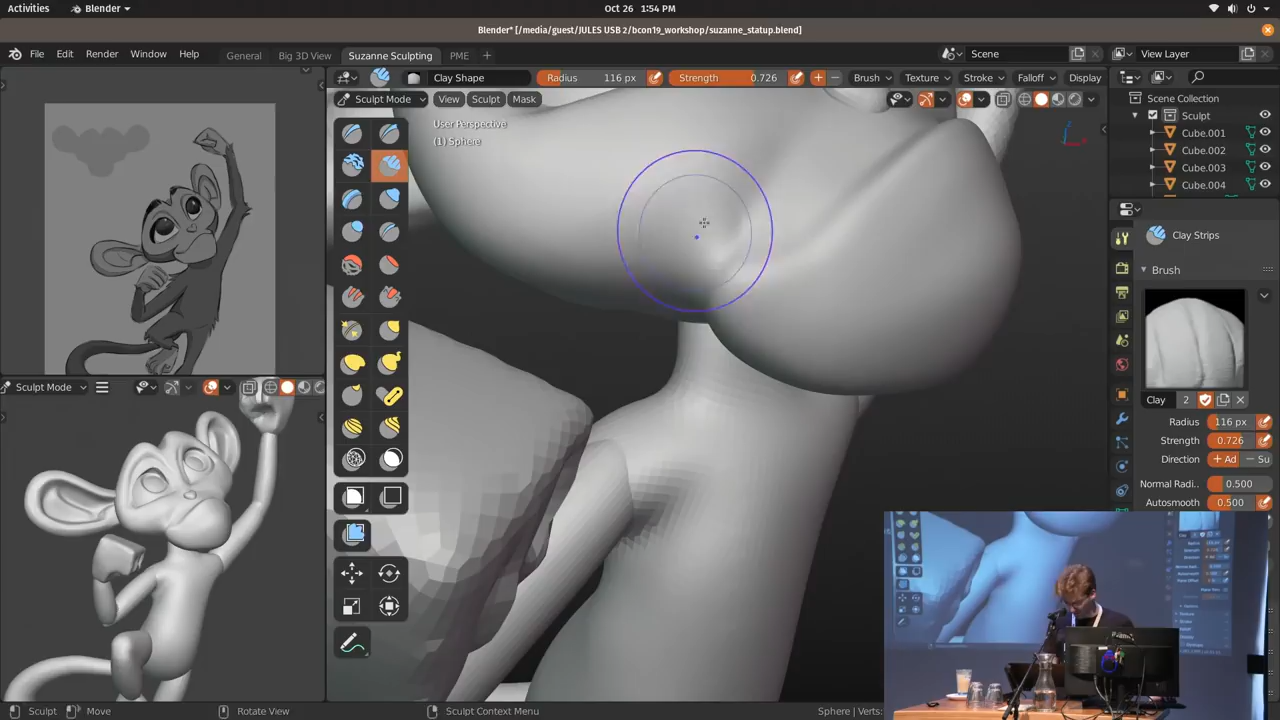 Activities Blender Oct 26 1:54 PM
Blender* [/media/guest/JULES USB 2/bcon19_workshop/suzanne_statup.blend]
File Edit Render Window Help General Big 3D View Suzanne Sculpting PME + Scene View Layer
Clay Shape Radius 116 px Strength 0.726 + − Brush Texture Stroke Falloff Display
Sculpt Mode View Sculpt Mask
User Perspective
(1) Sphere
Scene Collection
Sculpt
Cube.001
Cube.002
Cube.003
Cube.004
Clay Strips
Brush
Clay 2
Radius 116 px
Strength 0.726
Direction + Ad − Su
Normal Radi.. 0.500
Autosmooth 0.500
Sculpt Mode
Sculpt Move Rotate View Sculpt Context Menu Sphere | Verts: